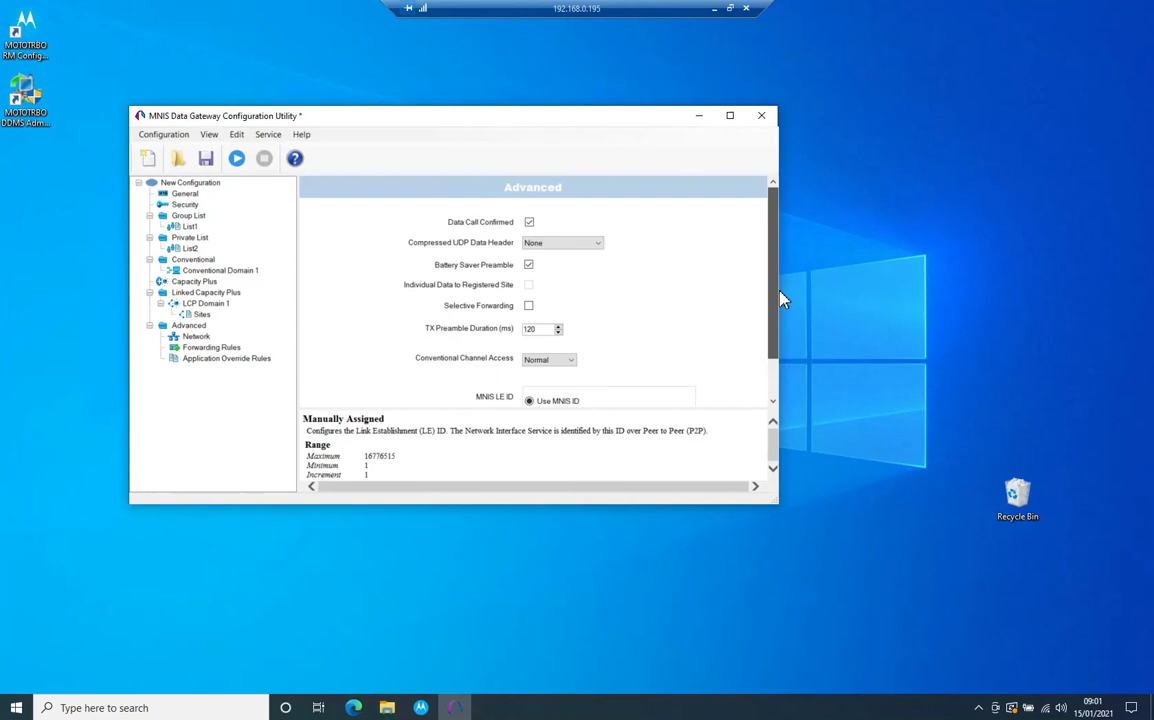 192.168.0.195
MOTOTRBO
RM Config...
MOTOTRBO
DDMS Adm...
MNIS Data Gateway Configuration Utility *
Configuration View Edit Service Help
New Configuration
General
Security
Group List
List1
Private List
List2
Conventional
Conventional Domain 1
Capacity Plus
Linked Capacity Plus
LCP Domain 1
Sites
Advanced
Network
Forwarding Rules
Application Override Rules
Advanced
Data Call Confirmed
Compressed UDP Data Header None
Battery Saver Preamble
Individual Data to Registered Site
Selective Forwarding
TX Preamble Duration (ms) 120
Conventional Channel Access Normal
MNIS LE ID Use MNIS ID
Manually Assigned
Configures the Link Establishment (LE) ID. The Network Interface Service is identified by this ID over Peer to Peer (P2P).
Range
Maximum 16776515
Minimum 1
Increment 1
Recycle Bin
Type here to search
09:01
15/01/2021